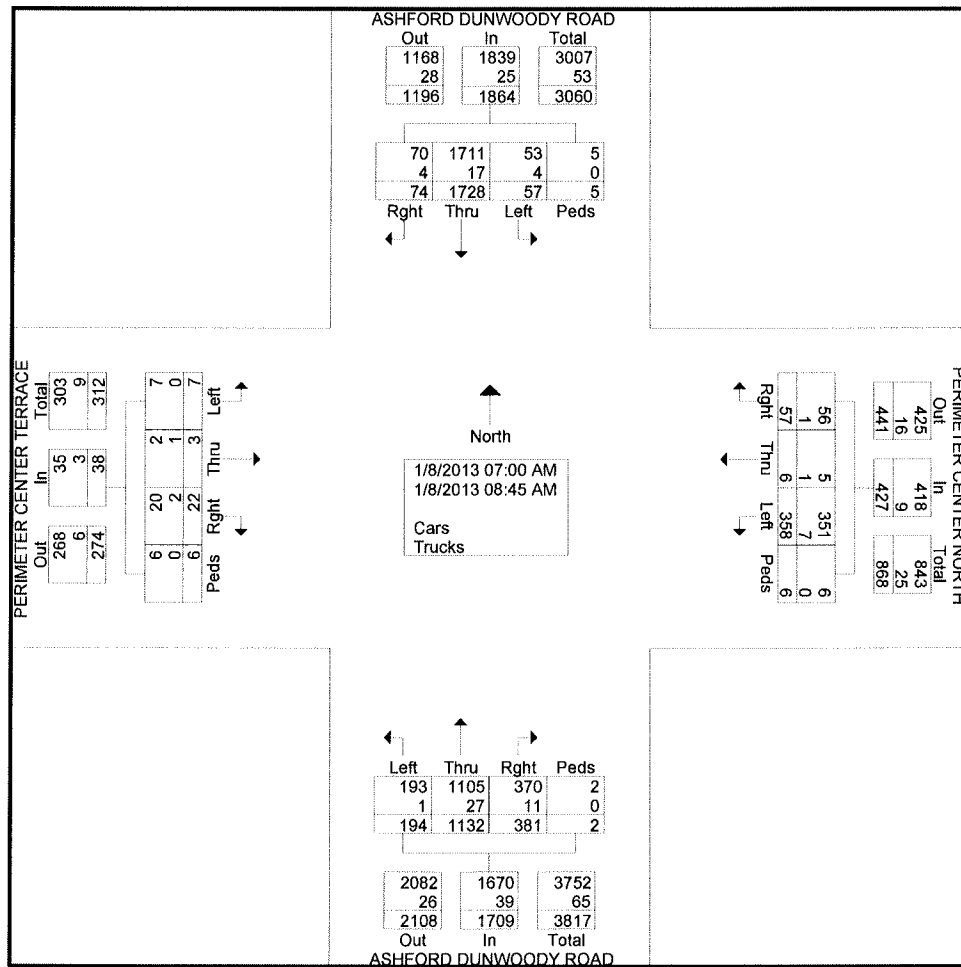 ASHFORD DUNWOODY ROAD
Out In Total
1168 1839 3007
28 25 53
1196 1864 3060
70 1711 53 5
4 17 4 0
74 1728 57 5
Rght Thru Left Peds
PERIMETER CENTER TERRACE
Total In Out
303 35 268
9 3 6
312 38 274
7 2 20 6
0 1 2 0
7 3 22 6
Left Thru Rght Peds
North
1/8/2013 07:00 AM
1/8/2013 08:45 AM
Cars
Trucks
PERIMETER CENTER NORTH
Out In Total
425 418 843
16 9 25
441 427 868
56 5 351 6
1 1 7 0
57 6 358 6
Rght Thru Left Peds
Left Thru Rght Peds
193 1105 370 2
1 27 11 0
194 1132 381 2
2082 1670 3752
26 39 65
2108 1709 3817
Out In Total
ASHFORD DUNWOODY ROAD